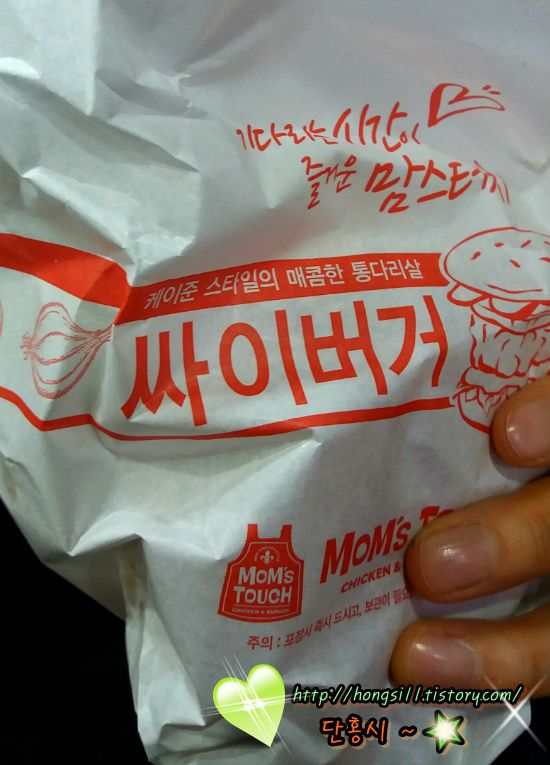 기다리는 시간이
즐거운 맘스터치
케이준 스타일의 매콤한 통다리살
싸이버거
MOM'S
TOUCH
CHICKEN & BURGER
MOM'S
CHICKEN &
주의 : 포장시 즉시 드시고, 보관이 필요
http://hongsi11.tistory.com/
단홍시 ~